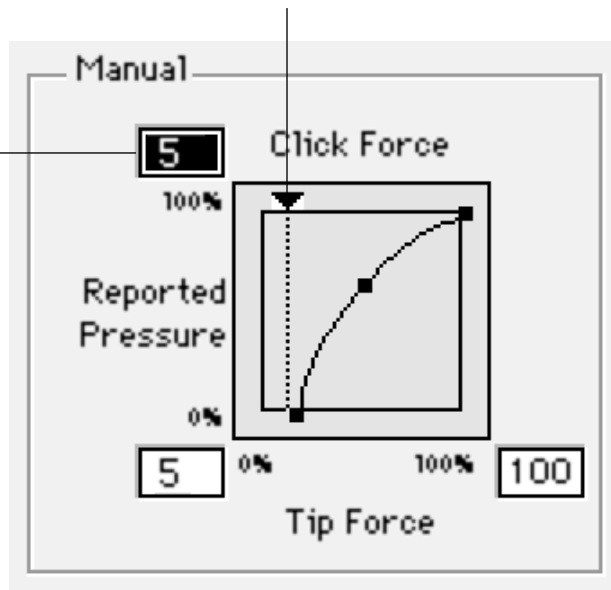 Manual
5
Click Force
100%
Reported
Pressure
0%
5
0%
100%
100
Tip Force